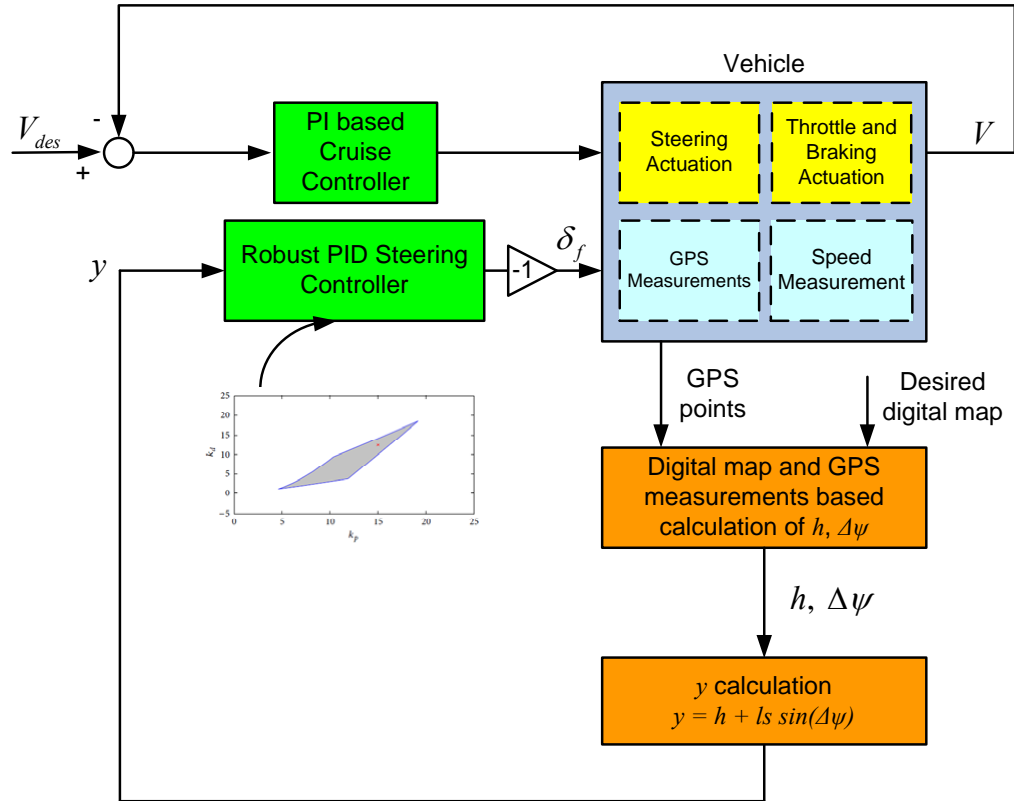 Vehicle
-
V_des
+
PI based
Cruise
Controller
Steering
Actuation
Throttle and
Braking
Actuation
V
y
Robust PID Steering
Controller
-1
δ_f
GPS
Measurements
Speed
Measurement
GPS
points
Desired
digital map
25
20
15
10
5
0
-5
k_d
0
5
10
15
20
25
k_p
Digital map and GPS
measurements based
calculation of h, Δψ
h, Δψ
y calculation
y = h + ls sin(Δψ)